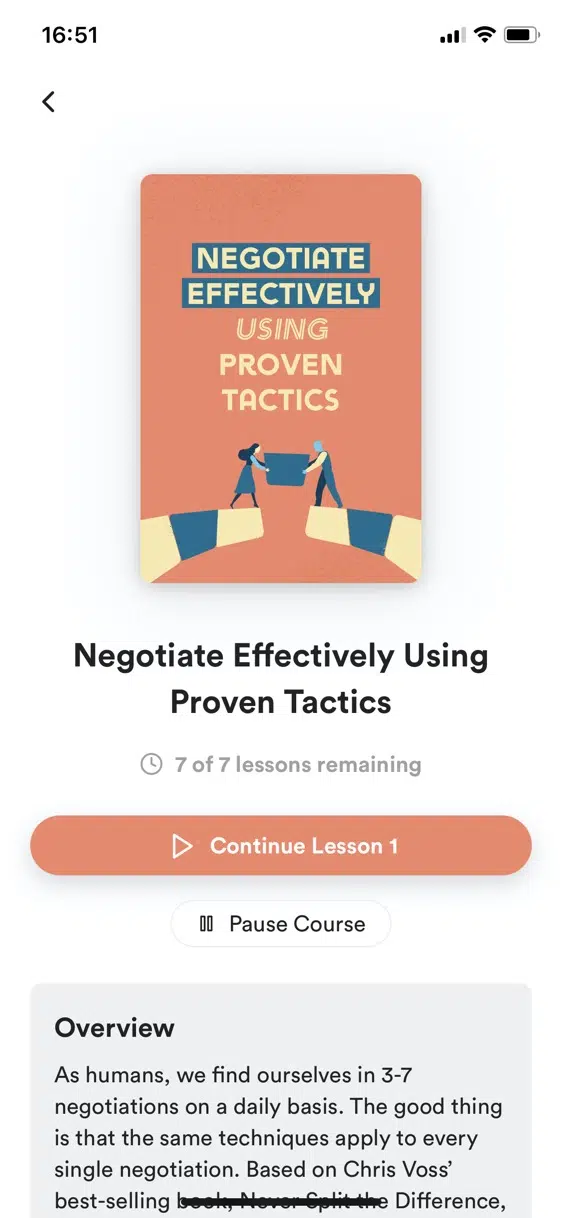 16:51
NEGOTIATE
EFFECTIVELY
USING
PROVEN
TACTICS
Negotiate Effectively Using
Proven Tactics
7 of 7 lessons remaining
Continue Lesson 1
Pause Course
Overview
As humans, we find ourselves in 3-7
negotiations on a daily basis. The good thing
is that the same techniques apply to every
single negotiation. Based on Chris Voss’
best-selling book, Never Split the Difference,